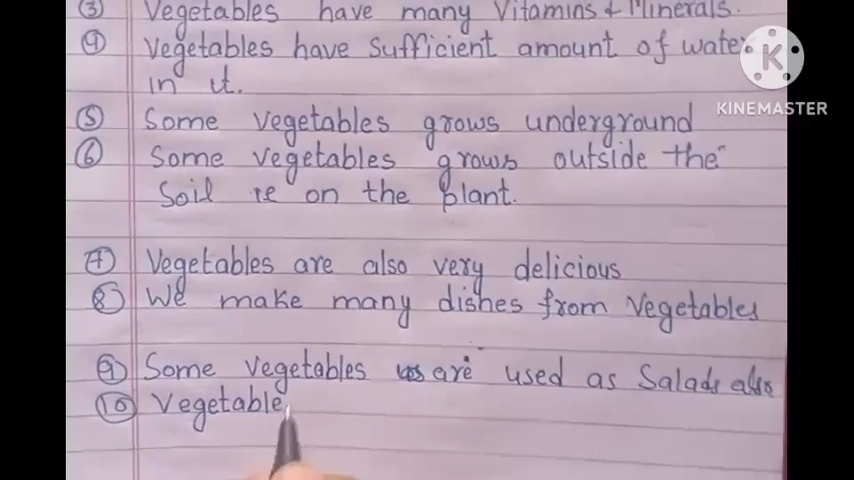 ③ Vegetables have many Vitamins & Minerals.
④ Vegetables have sufficient amount of water
in it.
K
KINEMASTER
⑤ Some vegetables grows underground
⑥ Some vegetables grows outside the
Soil ie on the plant.
⑦ Vegetables are also very delicious
⑧ We make many dishes from Vegetables
⑨ Some vegetables are used as Salads also
⑩ Vegetable